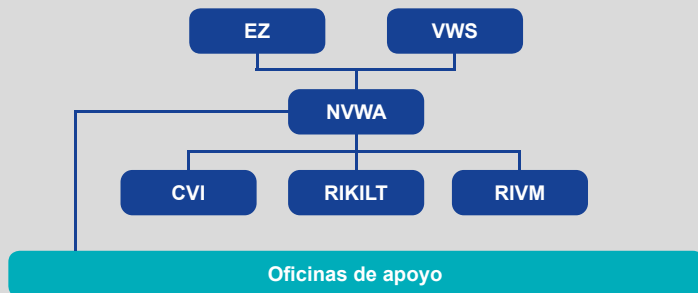 EZ
VWS
NVWA
CVI
RIKILT
RIVM
Oficinas de apoyo